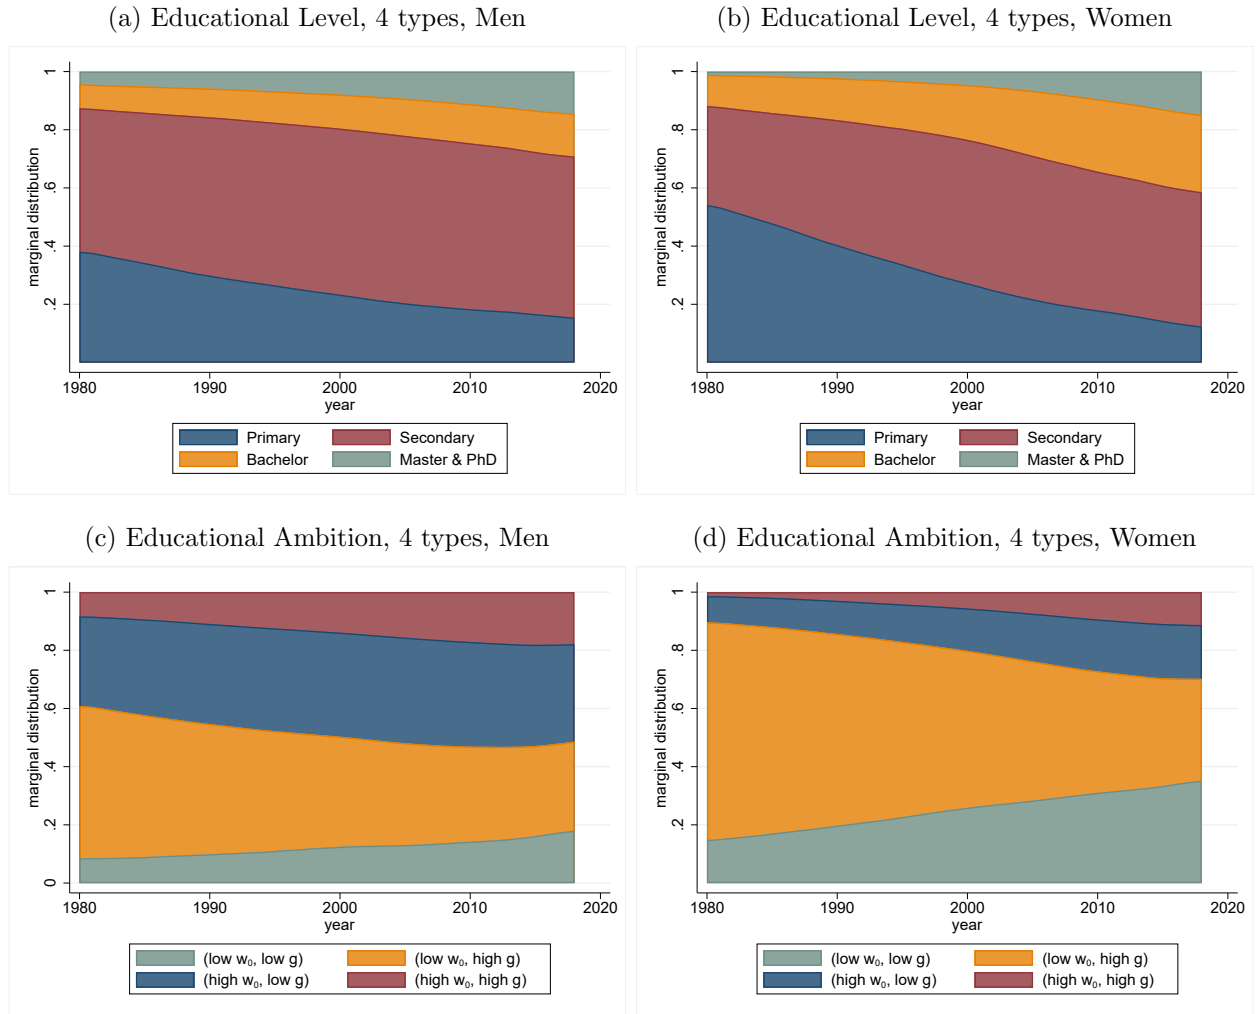 (a) Educational Level, 4 types, Men
(b) Educational Level, 4 types, Women
marginal distribution
1
.8
.6
.4
.2
1980 1990 2000 2010 2020
year
Primary Secondary
Bachelor Master & PhD
marginal distribution
1
.8
.6
.4
.2
1980 1990 2000 2010 2020
year
Primary Secondary
Bachelor Master & PhD
(c) Educational Ambition, 4 types, Men
(d) Educational Ambition, 4 types, Women
marginal distribution
1
.8
.6
.4
.2
0
1980 1990 2000 2010 2020
year
(low w₀, low g) (low w₀, high g)
(high w₀, low g) (high w₀, high g)
marginal distribution
1
.8
.6
.4
.2
1980 1990 2000 2010 2020
year
(low w₀, low g) (low w₀, high g)
(high w₀, low g) (high w₀, high g)